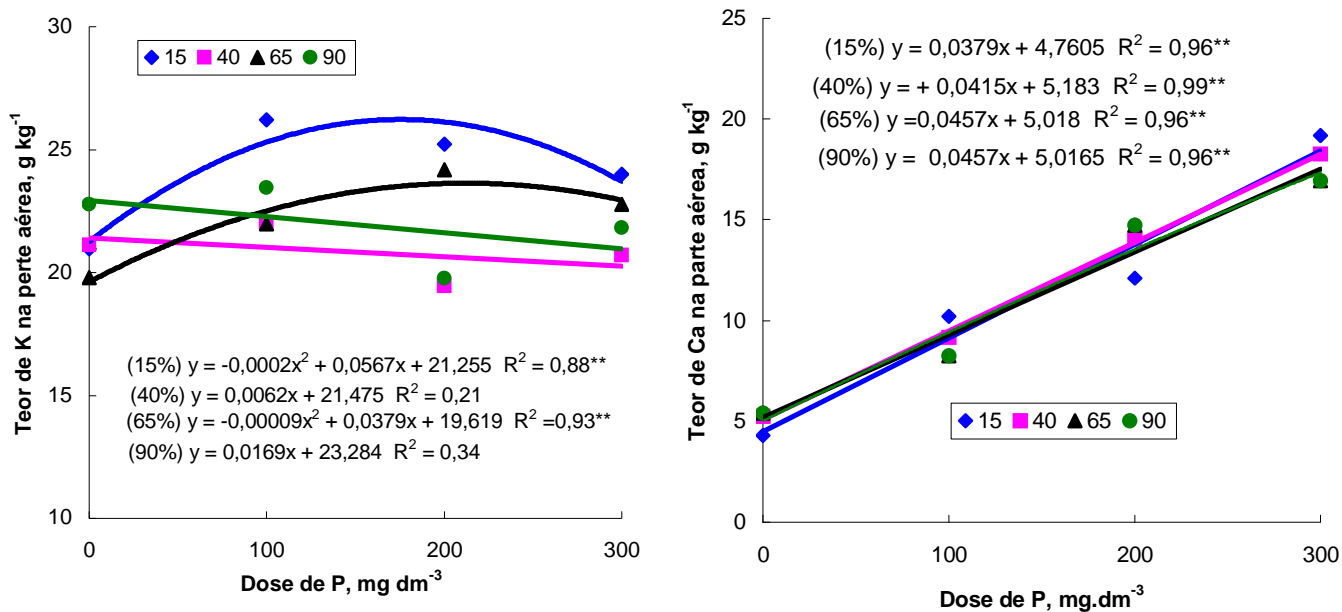 Teor de K na perte aérea, g kg-1
30
25
20
15
10
15 40 65 90
(15%) y = -0,0002x2 + 0,0567x + 21,255 R2 = 0,88**
(40%) y = 0,0062x + 21,475 R2 = 0,21
(65%) y = -0,00009x2 + 0,0379x + 19,619 R2 =0,93**
(90%) y = 0,0169x + 23,284 R2 = 0,34
0 100 200 300
Dose de P, mg dm-3
Teor de Ca na parte aérea, g kg-1
25
20
15
10
5
0
(15%) y = 0,0379x + 4,7605 R2 = 0,96**
(40%) y = + 0,0415x + 5,183 R2 = 0,99**
(65%) y =0,0457x + 5,018 R2 = 0,96**
(90%) y = 0,0457x + 5,0165 R2 = 0,96**
15 40 65 90
0 100 200 300
Dose de P, mg.dm-3